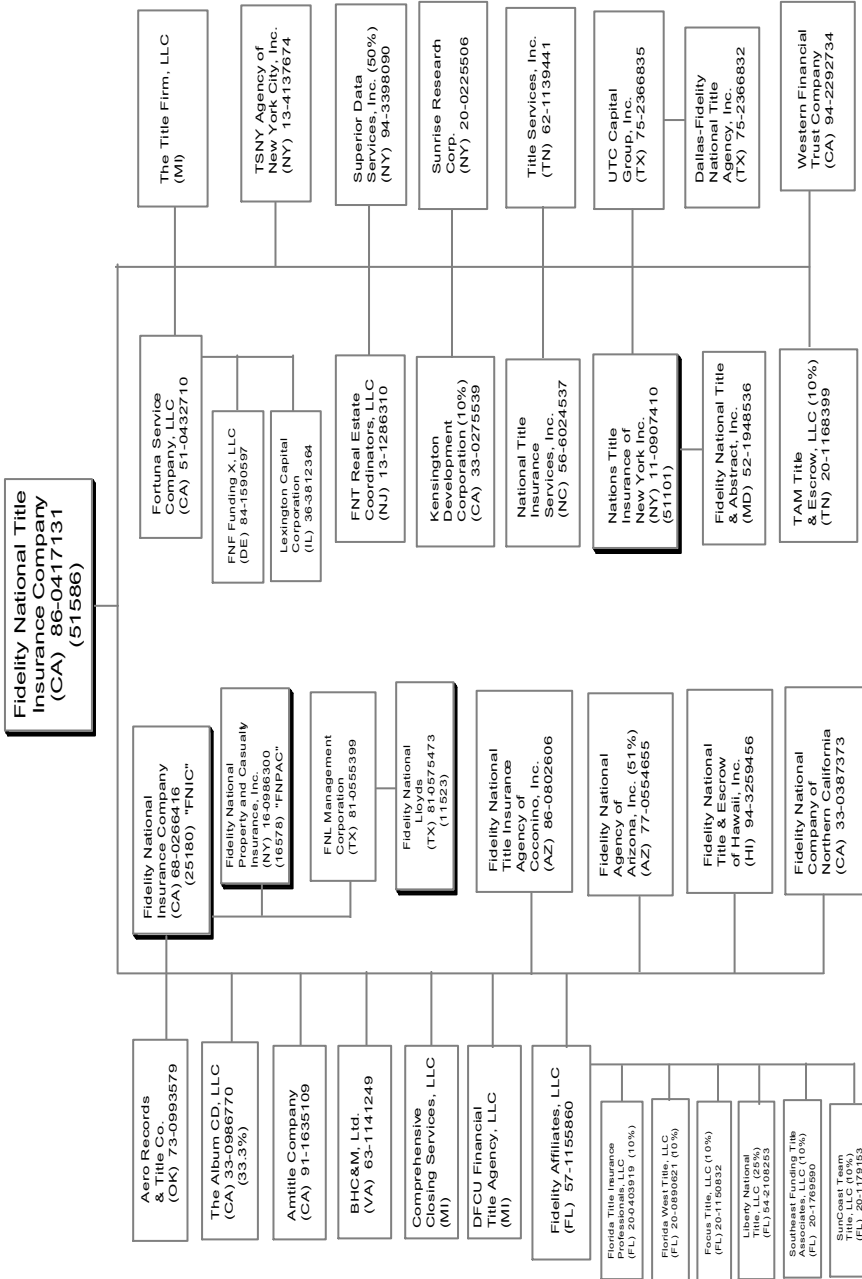 Fidelity National Title
Insurance Company
(CA) 86-0417131
(51586)
Aero Records
& Title Co.
(OK) 73-0993579
The Album CD, LLC
(CA) 33-0986770
(33.3%)
Amtitle Company
(CA) 91-1635109
BHC&M, Ltd.
(VA) 63-1141249
Comprehensive
Closing Services, LLC
(MI)
DFCU Financial
Title Agency, LLC
(MI)
Fidelity Affiliates, LLC
(FL) 57-1155860
Florida Title Insurance
Professionals, LLC
(FL) 20-0403919 (10%)
Florida West Title, LLC
(FL) 20-0890621 (10%)
Focus Title, LLC (10%)
(FL) 20-1150832
Liberty National
Title, LLC (25%)
(FL) 54-2108253
Southeast Funding Title
Associates, LLC (10%)
(FL) 20-1769590
SunCoast Team
Title, LLC (10%)
(FL) 20-1179153
Fidelity National
Insurance Company
(CA) 68-0266416
(25180) "FNIC"
Fidelity National
Property and Casualty
Insurance, Inc.
(NY) 16-0986300
(16578) "FNPAC"
FNL Management
Corporation
(TX) 81-0555399
Fidelity National
Lloyds
(TX) 81-0575473
(11523)
Fidelity National
Title Insurance
Agency of
Coconino, Inc.
(AZ) 86-0802606
Fidelity National
Agency of
Arizona, Inc. (51%)
(AZ) 77-0554655
Fidelity National
Title & Escrow
of Hawaii, Inc.
(HI) 94-3259456
Fidelity National
Company of
Northern California
(CA) 33-0387373
Fortuna Service
Company, LLC
(CA) 51-0432710
FNF Funding X, LLC
(DE) 84-1590597
Lexington Capital
Corporation
(IL) 36-3812364
FNT Real Estate
Coordinators, LLC
(NJ) 13-1286310
Kensington
Development
Corporation (10%)
(CA) 33-0275539
National Title
Insurance
Services, Inc.
(NC) 56-6024537
Nations Title
Insurance of
New York Inc.
(NY) 11-0907410
(51101)
Fidelity National Title
& Abstract, Inc.
(MD) 52-1948536
TAM Title
& Escrow, LLC (10%)
(TN) 20-1168399
The Title Firm, LLC
(MI)
TSNY Agency of
New York City, Inc.
(NY) 13-4137674
Superior Data
Services, Inc. (50%)
(NY) 94-3398090
Sunrise Research
Corp.
(NY) 20-0225506
Title Services, Inc.
(TN) 62-1139441
UTC Capital
Group, Inc.
(TX) 75-2366835
Dallas-Fidelity
National Title
Agency, Inc.
(TX) 75-2366832
Western Financial
Trust Company
(CA) 94-2292734